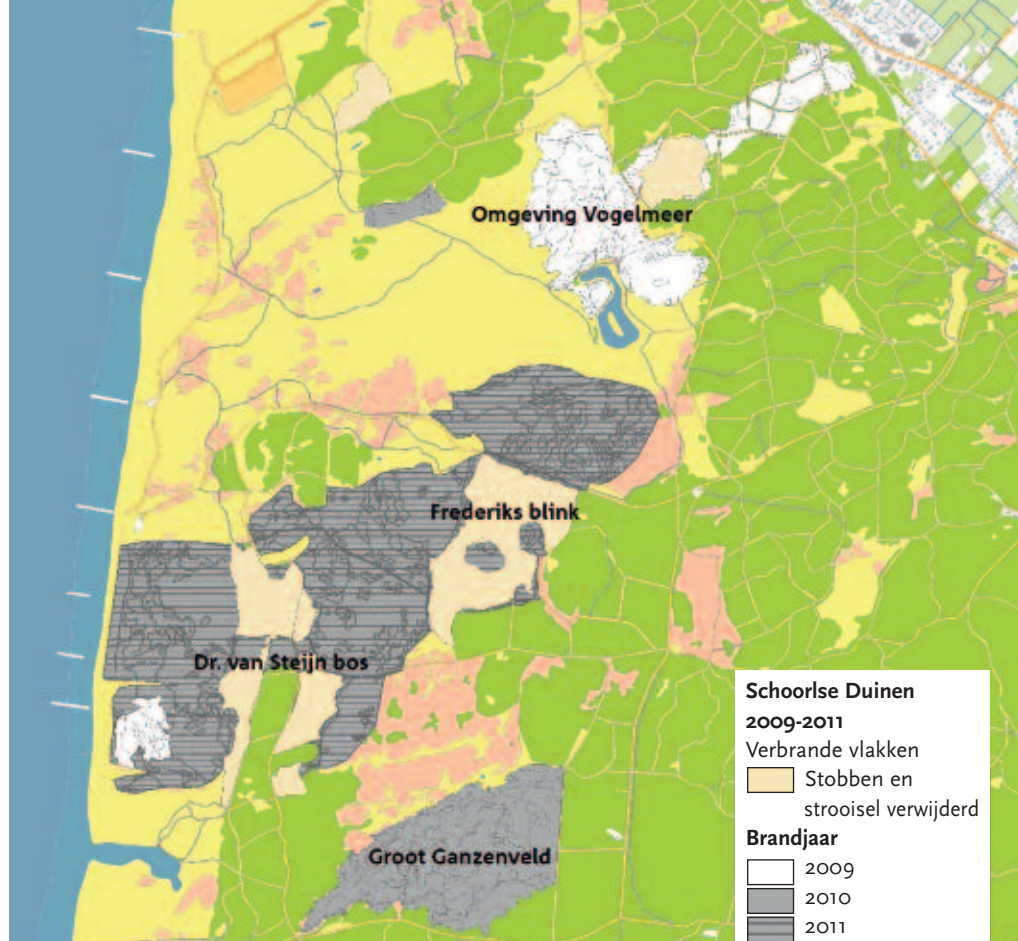 Omgeving Vogelmeer
Frederiks blink
Dr. van Steijn bos
Groot Ganzenveld
Schoorlse Duinen
2009-2011
Verbrande vlakken
Stobben en
strooisel verwijderd
Brandjaar
2009
2010
2011